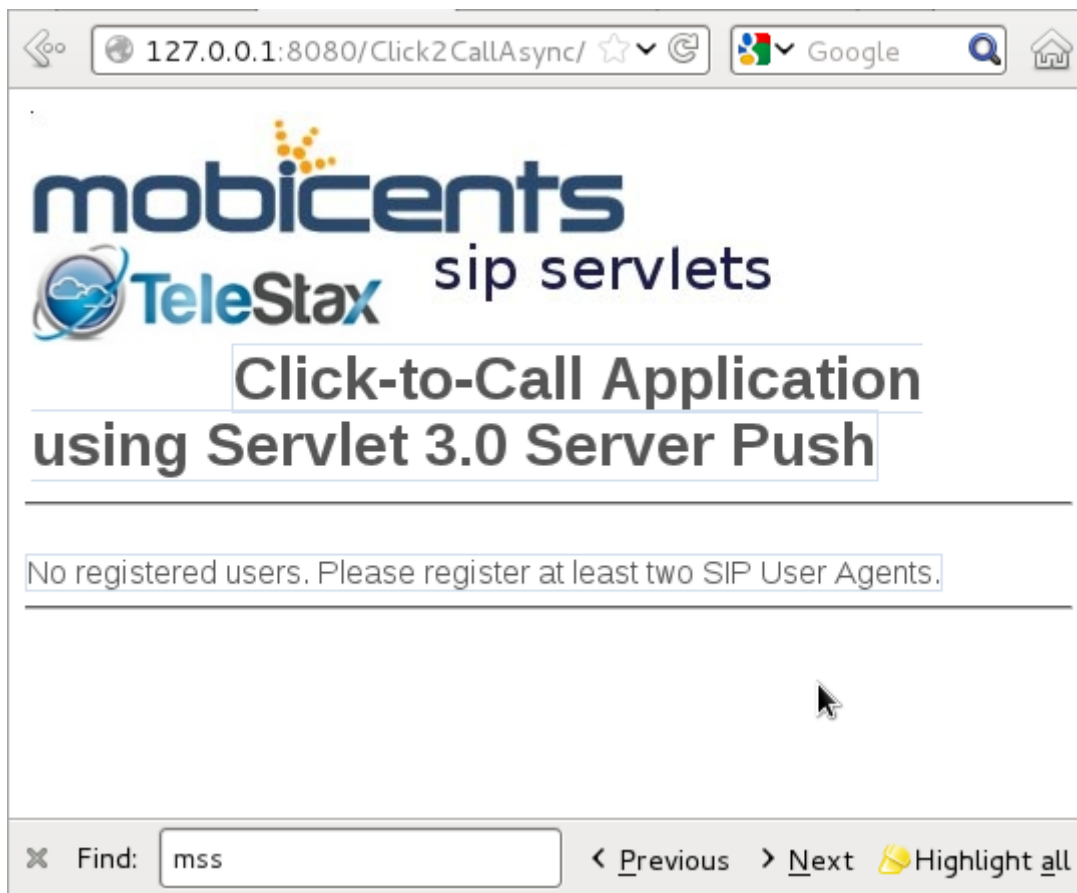 127.0.0.1:8080/Click2CallAsync/ Google
mobicents
TeleStax sip servlets
Click-to-Call Application
using Servlet 3.0 Server Push
No registered users. Please register at least two SIP User Agents.
Find: mss Previous Next Highlight all